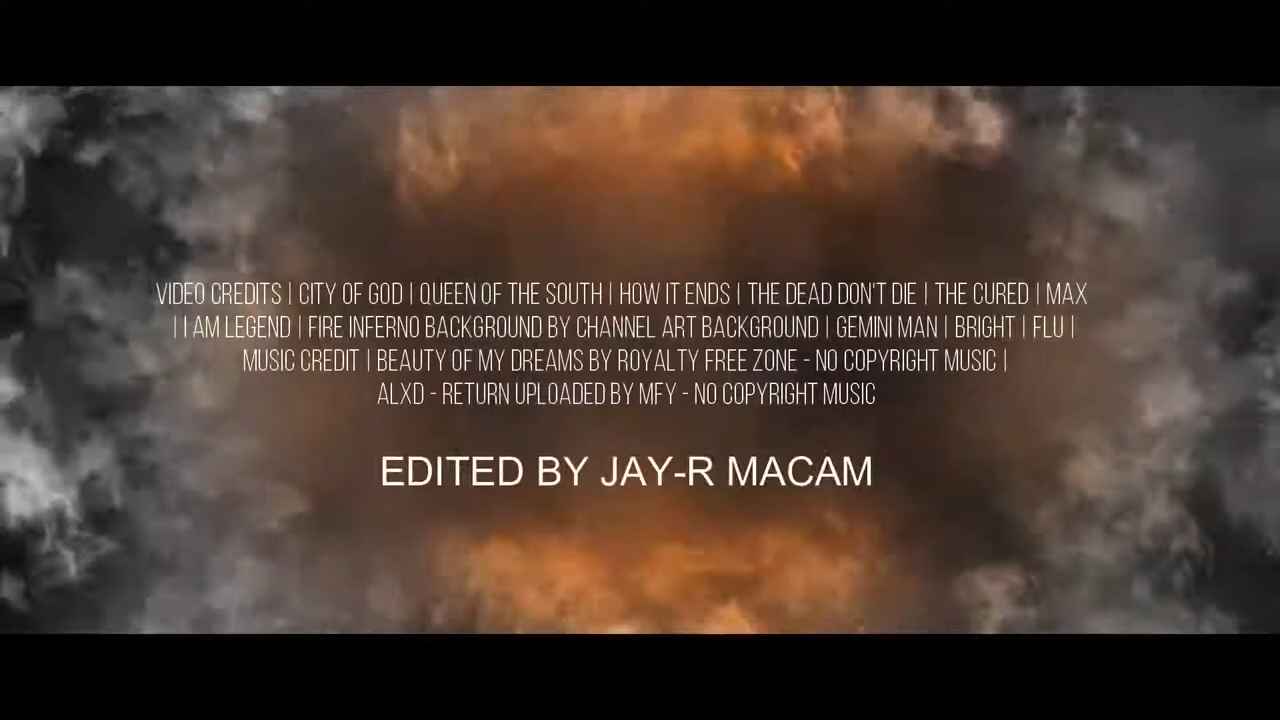 VIDEO CREDITS | CITY OF GOD | QUEEN OF THE SOUTH | HOW IT ENDS | THE DEAD DON'T DIE | THE CURED | MAX
| I AM LEGEND | FIRE INFERNO BACKGROUND BY CHANNEL ART BACKGROUND | GEMINI MAN | BRIGHT | FLU |
MUSIC CREDIT | BEAUTY OF MY DREAMS BY ROYALTY FREE ZONE - NO COPYRIGHT MUSIC |
ALXD - RETURN UPLOADED BY MFY - NO COPYRIGHT MUSIC
EDITED BY JAY-R MACAM